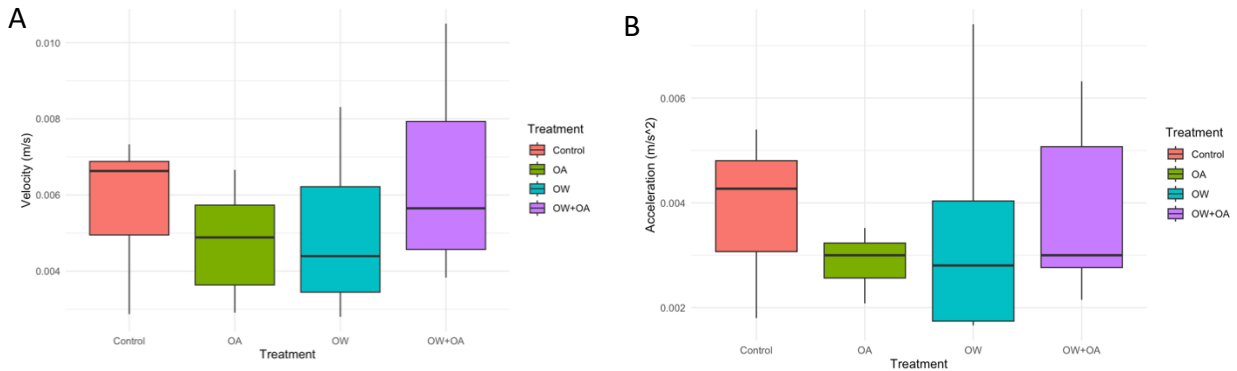 A
Velocity (m/s)
0.010
0.008
0.006
0.004
Control
OA
OW
OW+OA
Treatment
Treatment
Control
OA
OW
OW+OA
B
Acceleration (m/s^2)
0.006
0.004
0.002
Control
OA
OW
OW+OA
Treatment
Treatment
Control
OA
OW
OW+OA